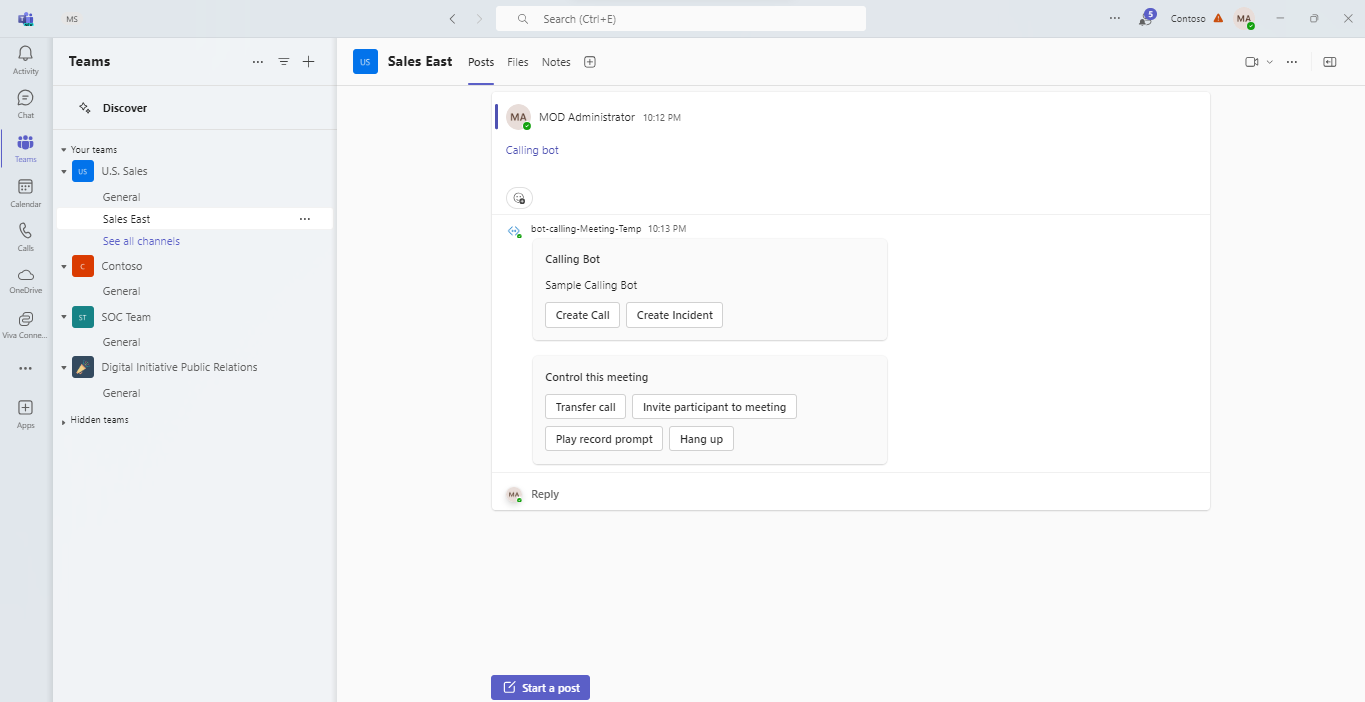 MS
Search (Ctrl+E)
5
Contoso
MA
Activity
Chat
Teams
Calendar
Calls
OneDrive
Viva Conne...
Apps
Teams
Discover
Your teams
US U.S. Sales
General
Sales East
See all channels
C Contoso
General
ST SOC Team
General
Digital Initiative Public Relations
General
Hidden teams
US Sales East Posts Files Notes
MA MOD Administrator 10:12 PM
Calling bot
bot-calling-Meeting-Temp 10:13 PM
Calling Bot
Sample Calling Bot
Create Call Create Incident
Control this meeting
Transfer call Invite participant to meeting
Play record prompt Hang up
MA Reply
Start a post